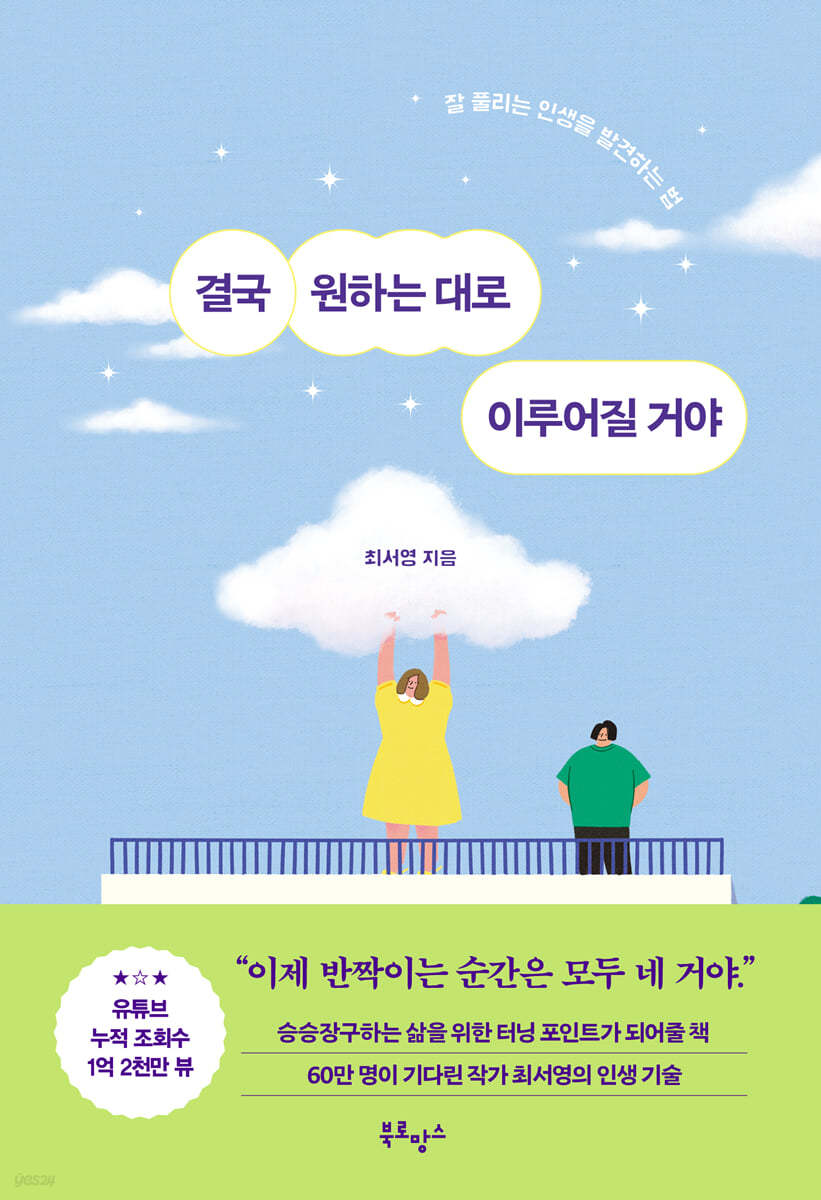 잘 풀리는 인생을 발견하는 법
결국 원하는 대로
이루어질 거야
최서영 지음
“이제 반짝이는 순간은 모두 네 거야.”
★☆★
유튜브
누적 조회수
1억 2천만 뷰
승승장구하는 삶을 위한 터닝 포인트가 되어줄 책
60만 명이 기다린 작가 최서영의 인생 기술
북로망스
yes24